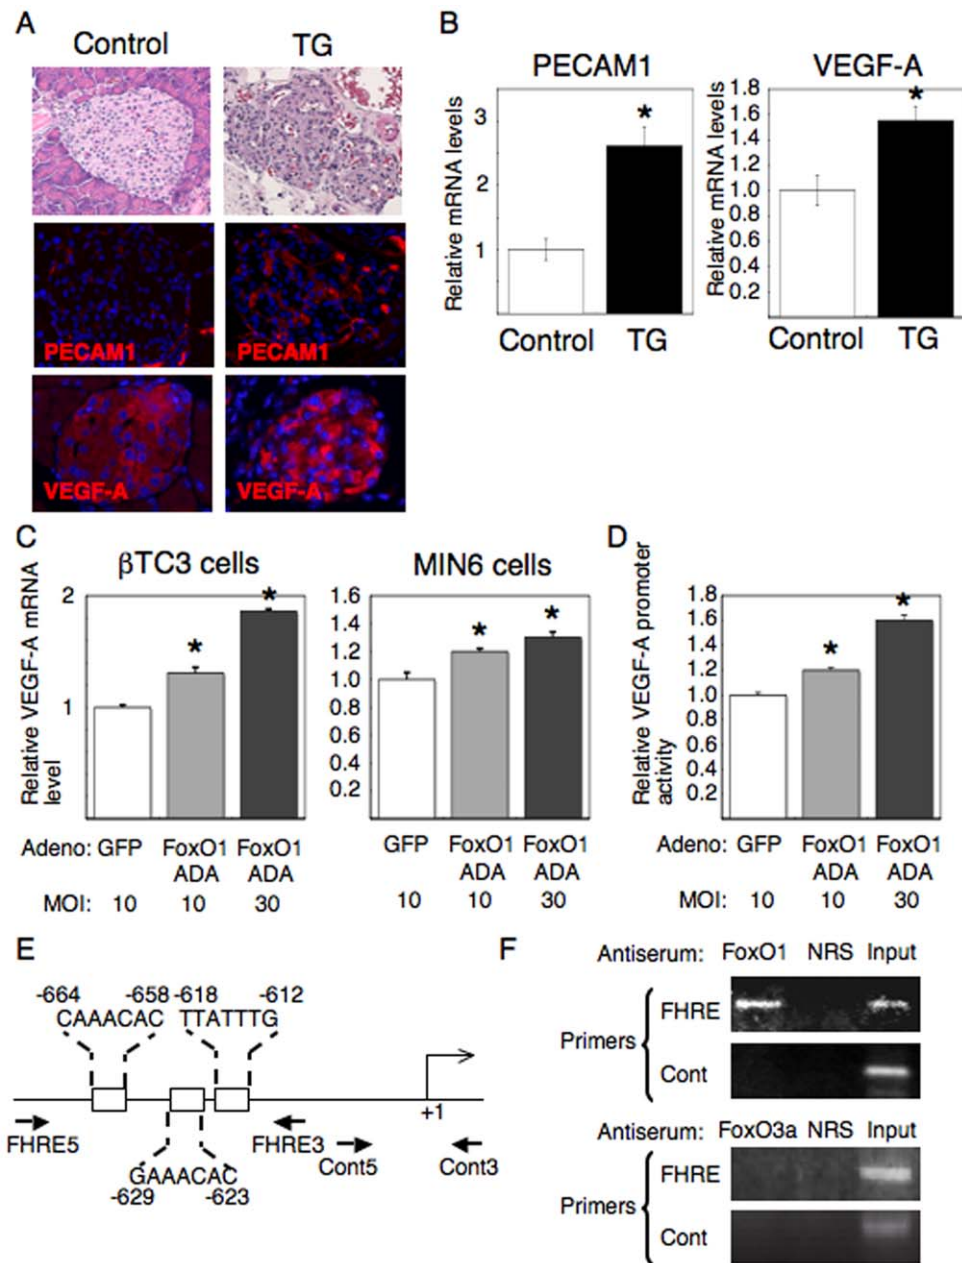 A
Control TG
PECAM1 PECAM1
VEGF-A VEGF-A
B
PECAM1
Relative mRNA levels
3
2
1
*
Control TG
VEGF-A
Relative mRNA levels
1.8
1.6
1.4
1.2
1.0
0.8
0.6
0.4
0.2
*
Control TG
C
βTC3 cells
Relative VEGF-A mRNA
level
2
1
* *
Adeno: GFP FoxO1 FoxO1
ADA ADA
MOI: 10 10 30
MIN6 cells
1.6
1.4
1.2
1.0
0.8
0.6
0.4
0.2
* *
GFP FoxO1 FoxO1
ADA ADA
10 10 30
D
Relative VEGF-A promoter
activity
1.8
1.6
1.4
1.2
1.0
0.8
0.6
0.4
0.2
* *
Adeno: GFP FoxO1 FoxO1
ADA ADA
MOI: 10 10 30
E
-664 -658 -618 -612
CAAACAC TTATTTG
+1
FHRE5 FHRE3
Cont5 Cont3
GAAACAC
-629 -623
F
Antiserum: FoxO1 NRS Input
Primers
FHRE
Cont
Antiserum: FoxO3a NRS Input
Primers
FHRE
Cont